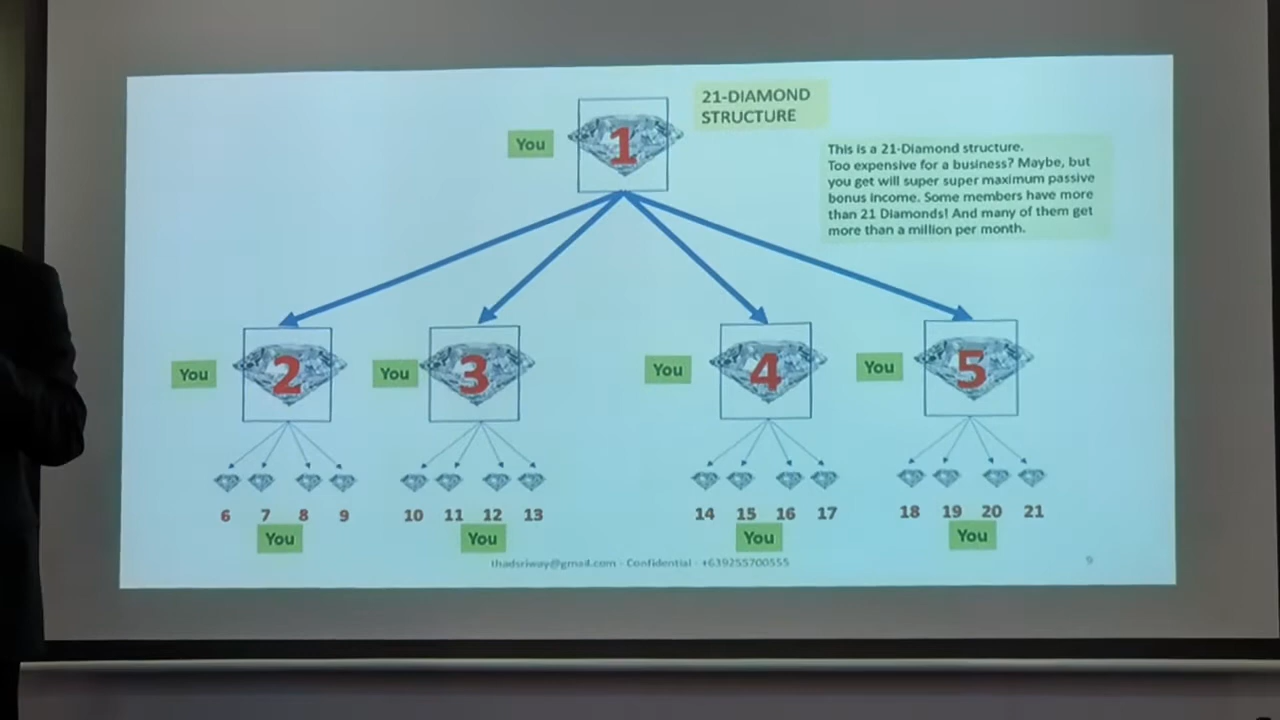 21-DIAMOND
STRUCTURE
You
1
This is a 21-Diamond structure.
Too expensive for a business? Maybe, but
you get will super super maximum passive
bonus income. Some members have more
than 21 Diamonds! And many of them get
more than a million per month.
You 2 You 3 You 4 You 5
6 7 8 9 10 11 12 13 14 15 16 17 18 19 20 21
You You You You
thadsriway@gmail.com - Confidential - +639255700555
9